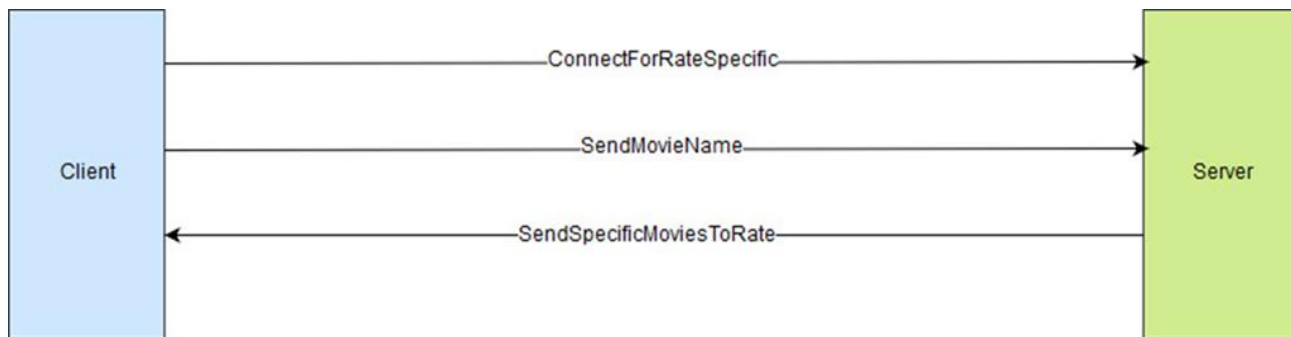 ConnectForRateSpecific
SendMovieName
Client
Server
SendSpecificMoviesToRate